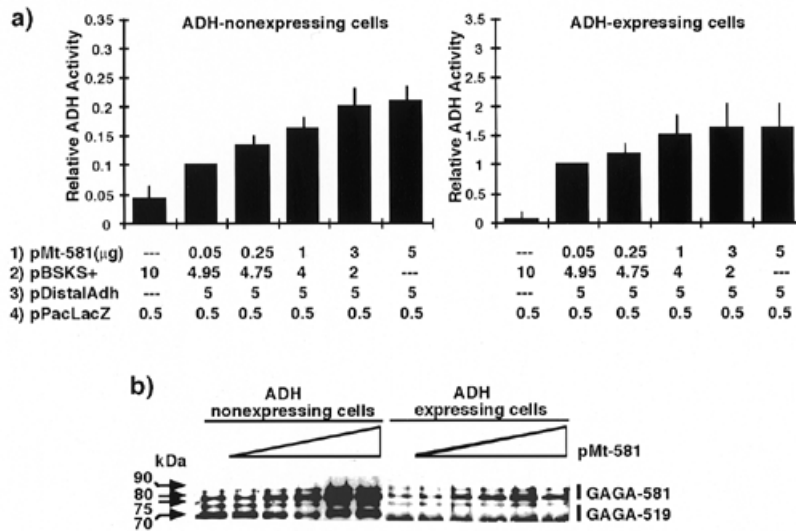 a)
ADH-nonexpressing cells
Relative ADH Activity
0.35
0.3
0.25
0.2
0.15
0.1
0.05
0
ADH-expressing cells
Relative ADH Activity
3.5
3
2.5
2
1.5
1
0.5
0
1) pMt-581(µg) --- 0.05 0.25 1 3 5 --- 0.05 0.25 1 3 5
2) pBSKS+ 10 4.95 4.75 4 2 --- 10 4.95 4.75 4 2 ---
3) pDistalAdh --- 5 5 5 5 5 --- 5 5 5 5 5
4) pPacLacZ 0.5 0.5 0.5 0.5 0.5 0.5 0.5 0.5 0.5 0.5 0.5 0.5
b)
ADH nonexpressing cells
ADH expressing cells
pMt-581
kDa
90
80
75
70
GAGA-581
GAGA-519